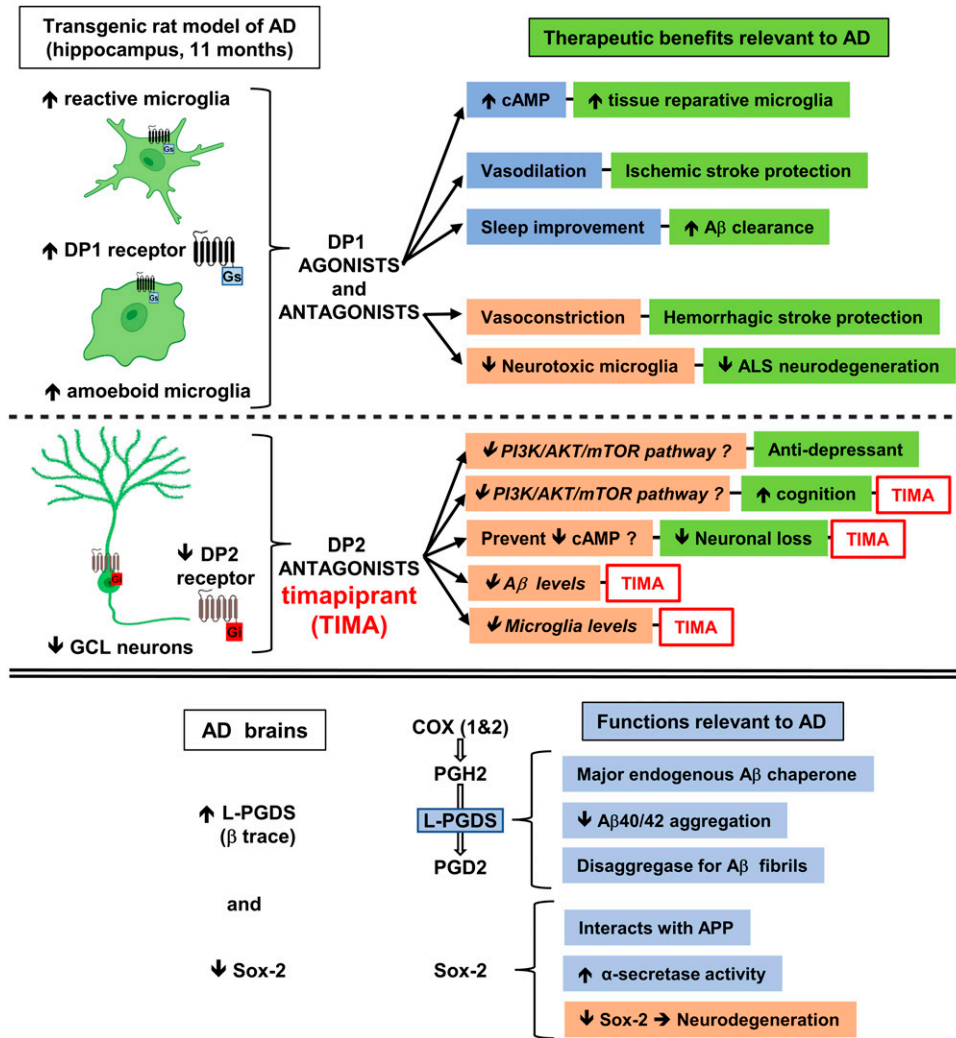 Transgenic rat model of AD
(hippocampus, 11 months)
Therapeutic benefits relevant to AD
↑ reactive microglia
Gs
↑ DP1 receptor
Gs
Gs
↑ amoeboid microglia
DP1
AGONISTS
and
ANTAGONISTS
↑ cAMP
↑ tissue reparative microglia
Vasodilation
Ischemic stroke protection
Sleep improvement
↑ Aβ clearance
Vasoconstriction
Hemorrhagic stroke protection
↓ Neurotoxic microglia
↓ ALS neurodegeneration
↓ DP2
receptor
Gi
Gi
↓ GCL neurons
DP2
ANTAGONISTS
timapiprant
(TIMA)
↓ PI3K/AKT/mTOR pathway ?
Anti-depressant
↓ PI3K/AKT/mTOR pathway ?
↑ cognition
TIMA
Prevent ↓ cAMP ?
↓ Neuronal loss
TIMA
↓ Aβ levels
TIMA
↓ Microglia levels
TIMA
AD brains
↑ L-PGDS
(β trace)
and
↓ Sox-2
COX (1&2)
PGH2
L-PGDS
PGD2
Sox-2
Functions relevant to AD
Major endogenous Aβ chaperone
↓ Aβ40/42 aggregation
Disaggregase for Aβ fibrils
Interacts with APP
↑ α-secretase activity
↓ Sox-2 → Neurodegeneration